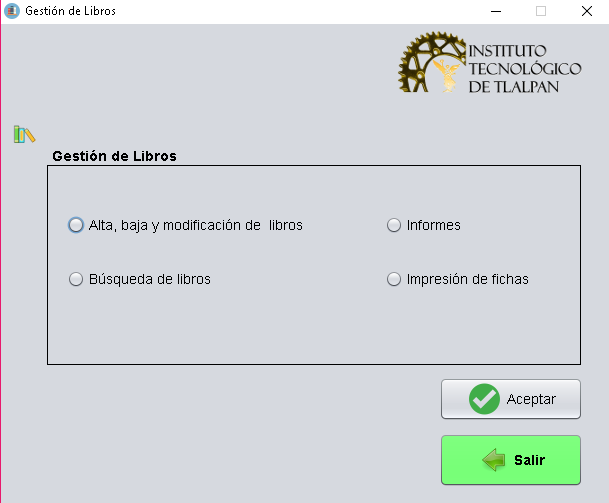 Gestión de Libros
INSTITUTO
TECNOLÓGICO
DE TLALPAN
Gestión de Libros
Alta, baja y modificación de  libros
Informes
Búsqueda de libros
Impresión de fichas
Aceptar
Salir